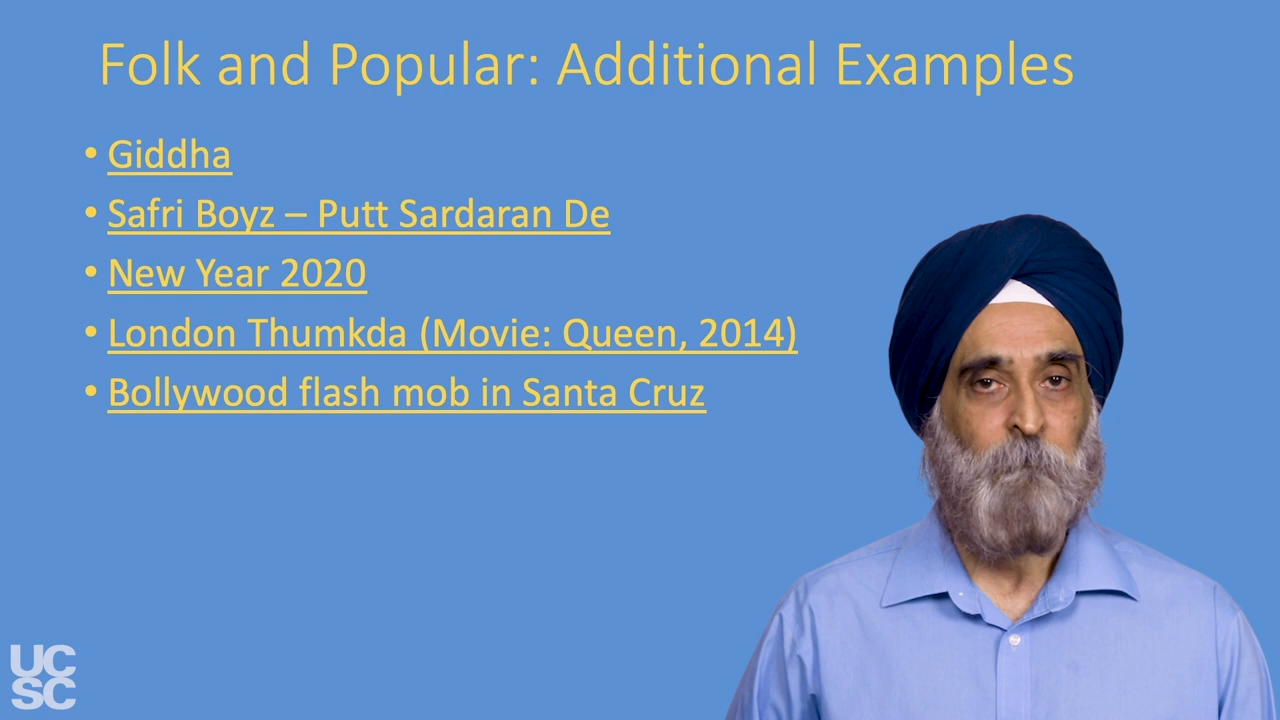 Folk and Popular: Additional Examples
• Giddha
• Safri Boyz – Putt Sardaran De
• New Year 2020
• London Thumkda (Movie: Queen, 2014)
• Bollywood flash mob in Santa Cruz
UC
SC